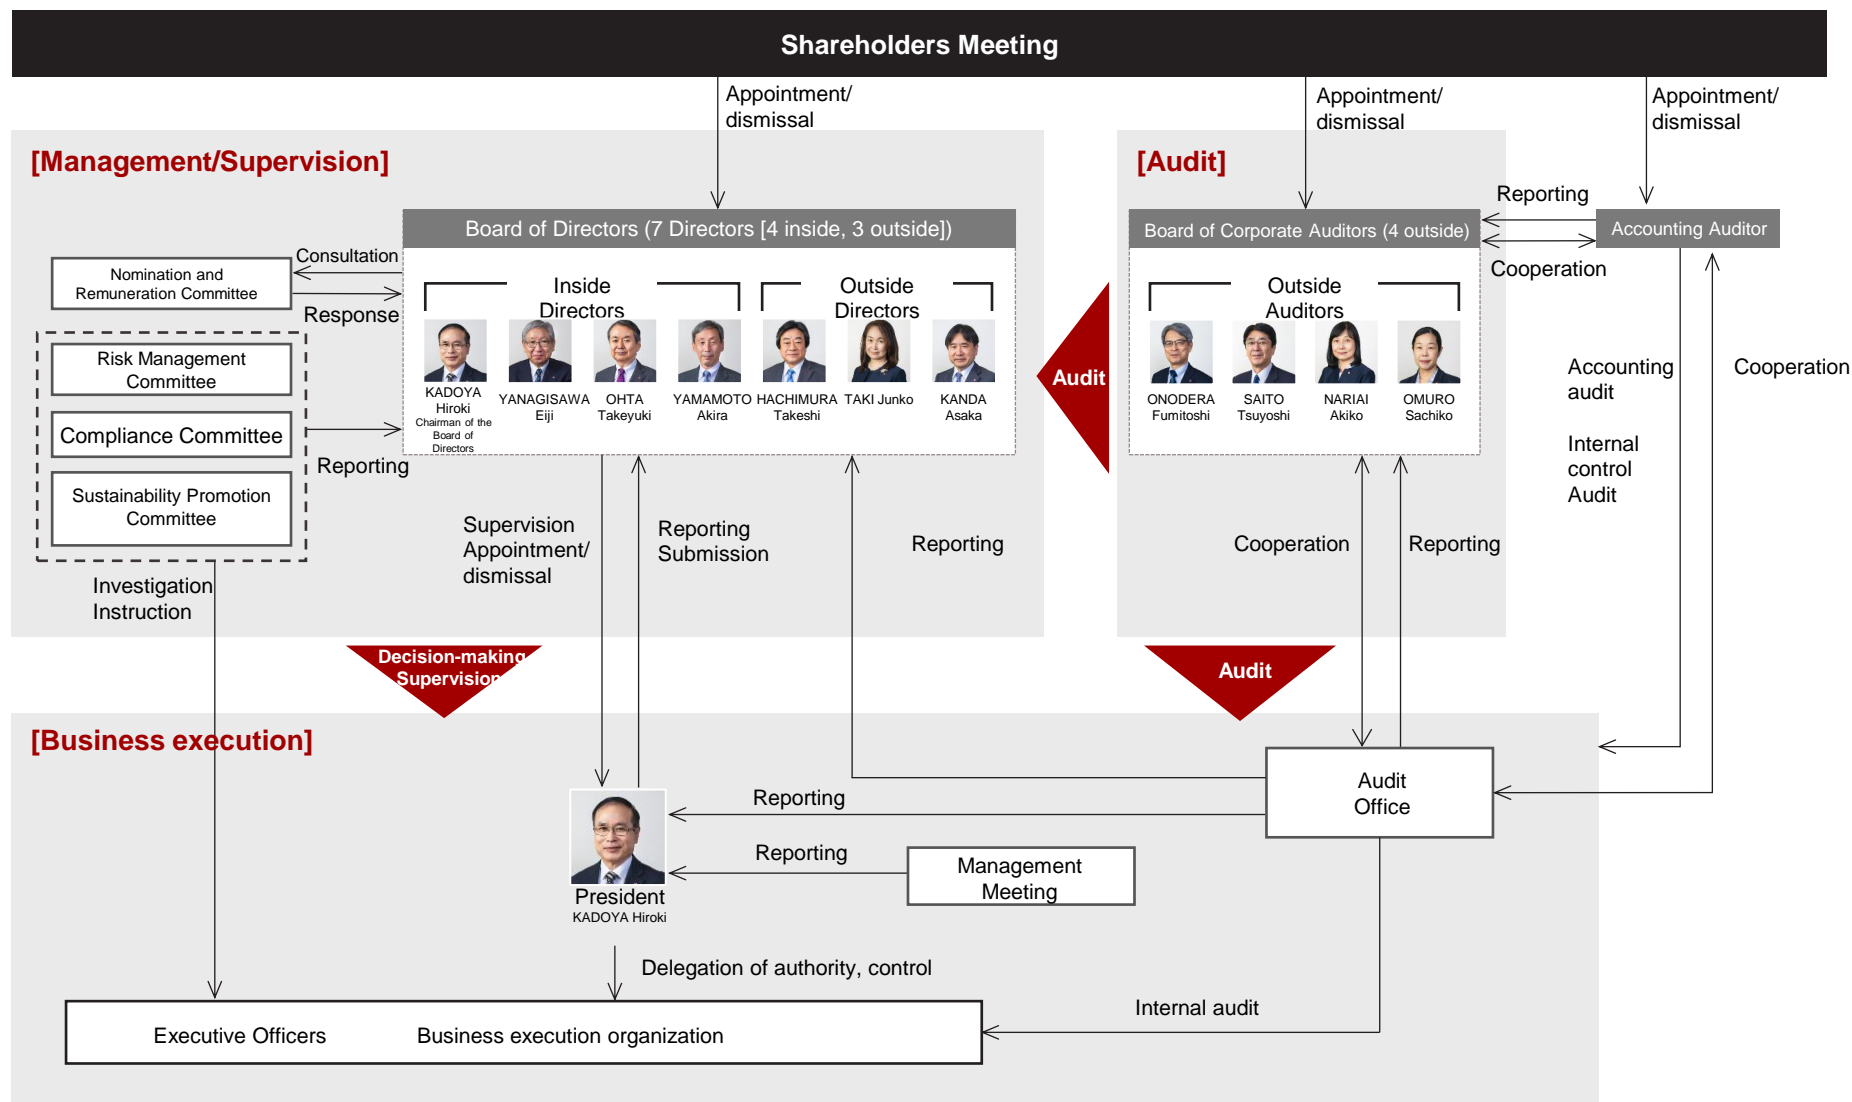 Shareholders Meeting
Appointment/
dismissal
Appointment/
dismissal
Appointment/
dismissal
[Management/Supervision]
[Audit]
Reporting
Board of Directors (7 Directors [4 inside, 3 outside])
Board of Corporate Auditors (4 outside)
Accounting Auditor
Consultation
Cooperation
Nomination and
Remuneration Committee
Response
Inside
Directors
Outside
Directors
Outside
Auditors
Risk Management
Committee
Compliance Committee
Sustainability Promotion
Committee
Reporting
KADOYA
Hiroki
Chairman of the
Board of
Directors
YANAGISAWA
Eiji
OHTA
Takeyuki
YAMAMOTO
Akira
HACHIMURA
Takeshi
TAKI Junko
KANDA
Asaka
Audit
ONODERA
Fumitoshi
SAITO
Tsuyoshi
NARIAI
Akiko
OMURO
Sachiko
Accounting
audit
Internal
control
Audit
Cooperation
Supervision
Appointment/
dismissal
Reporting
Submission
Reporting
Cooperation
Reporting
Investigation
Instruction
Decision-making
Supervision
Audit
[Business execution]
Audit
Office
Reporting
Reporting
Management
Meeting
President
KADOYA Hiroki
Delegation of authority, control
Internal audit
Executive Officers
Business execution organization